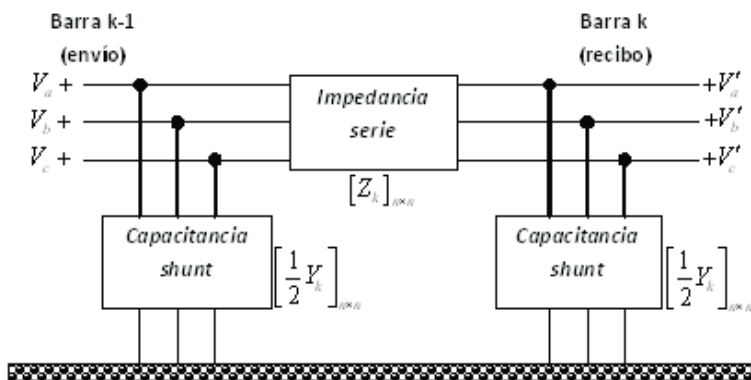 Barra k-1
(envío)
Barra k
(recibo)
V_a +
V_b +
V_c +
Impedancia
serie
[Z_k]_{n×n}
+V'_a
+V'_b
+V'_c
Capacitancia
shunt
[1/2 Y_k]_{n×n}
Capacitancia
shunt
[1/2 Y_k]_{n×n}